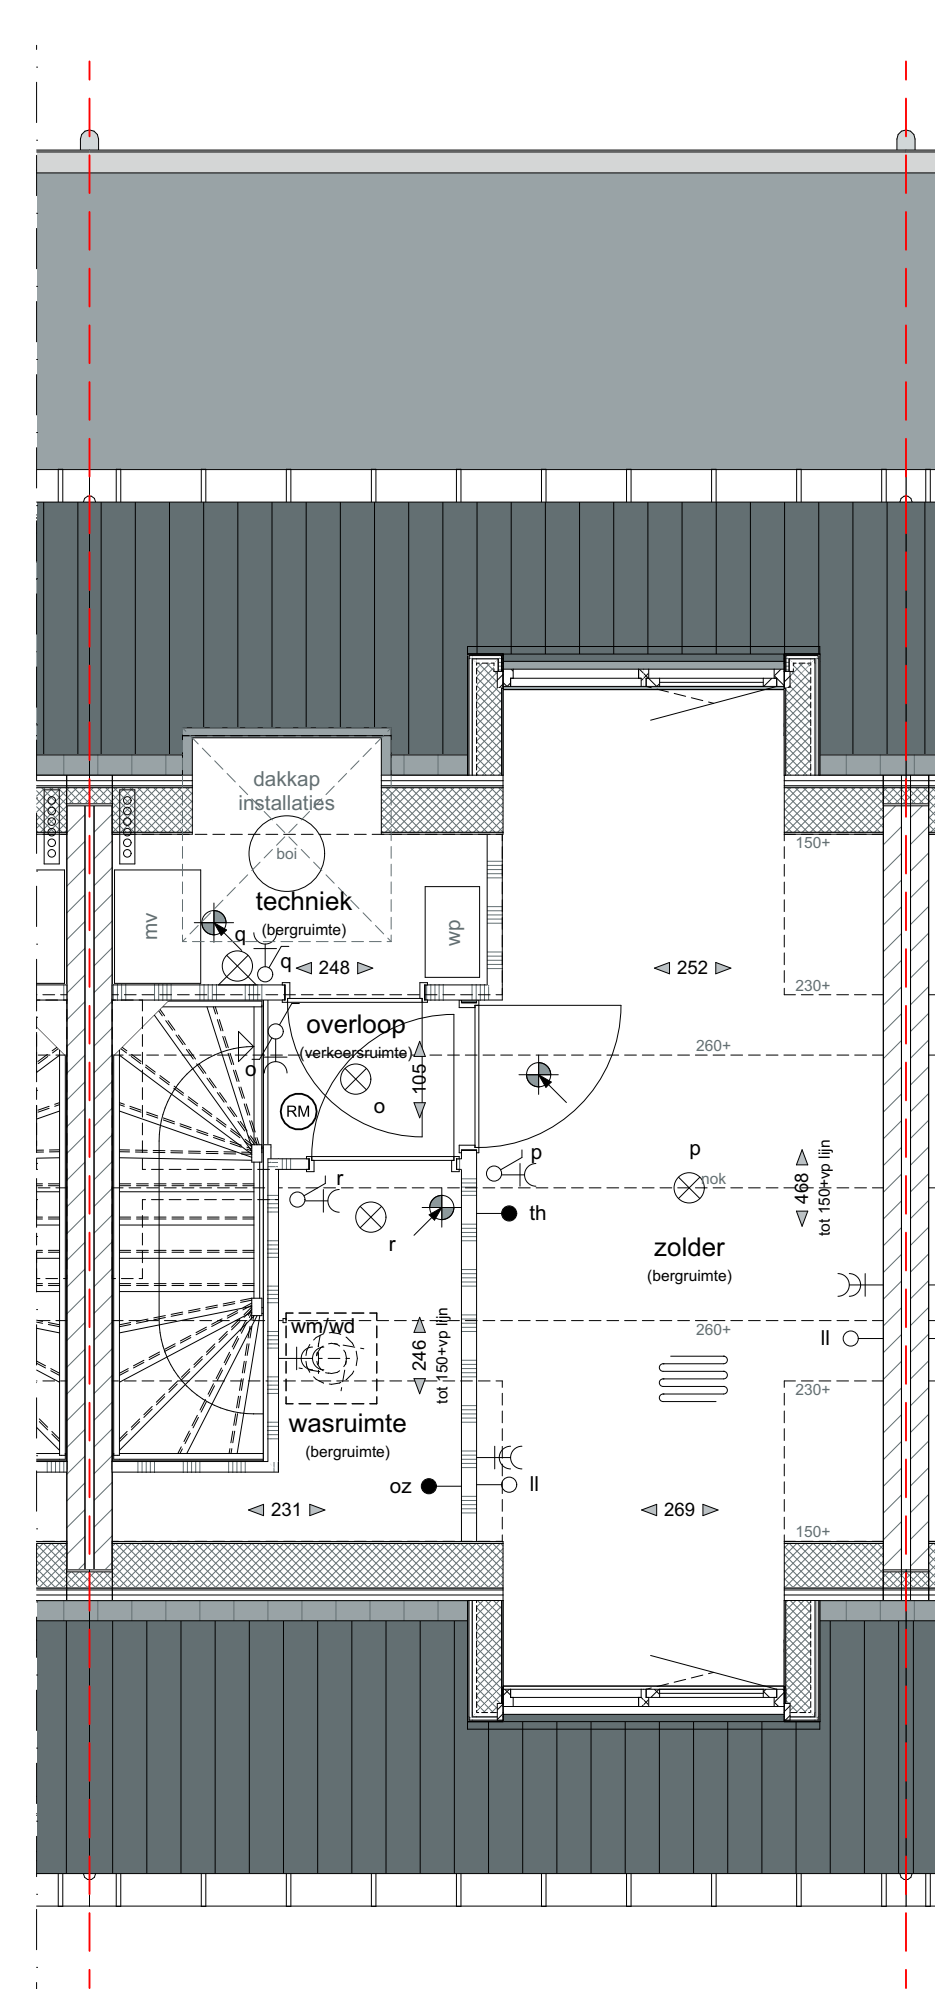 dakkap
installaties
boi
150+
techniek
(bergruimte)
mv
wp
q
q
248
252
230+
overloop
(verkeersruimte)
260+
o
105
o
RM
p
p
nok
468
tot 150+vp lijn
r
th
r
zolder
(bergruimte)
wm/wd
246
tot 150+vp lijn
260+
ll
230+
wasruimte
(bergruimte)
oz
ll
231
269
150+